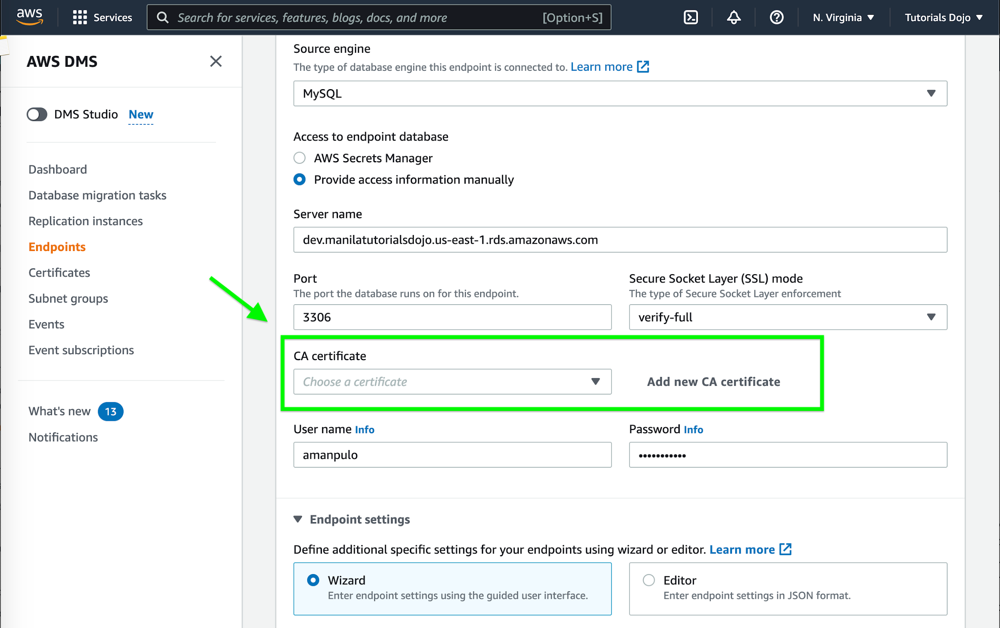 aws
Services
Search for services, features, blogs, docs, and more
[Option+S]
N. Virginia
Tutorials Dojo
AWS DMS
DMS Studio New
Dashboard
Database migration tasks
Replication instances
Endpoints
Certificates
Subnet groups
Events
Event subscriptions
What's new 13
Notifications
Source engine
The type of database engine this endpoint is connected to. Learn more
MySQL
Access to endpoint database
AWS Secrets Manager
Provide access information manually
Server name
dev.manilatutorialsdojo.us-east-1.rds.amazonaws.com
Port
The port the database runs on for this endpoint.
3306
Secure Socket Layer (SSL) mode
The type of Secure Socket Layer enforcement
verify-full
CA certificate
Choose a certificate
Add new CA certificate
User name Info
amanpulo
Password Info
•••••••••••
Endpoint settings
Define additional specific settings for your endpoints using wizard or editor. Learn more
Wizard
Enter endpoint settings using the guided user interface.
Editor
Enter endpoint settings in JSON format.